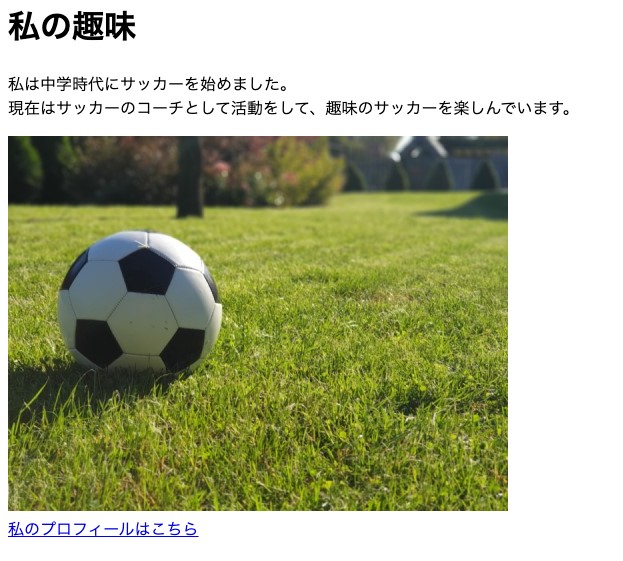 私の趣味
私は中学時代にサッカーを始めました。
現在はサッカーのコーチとして活動をして、趣味のサッカーを楽しんでいます。
私のプロフィールはこちら